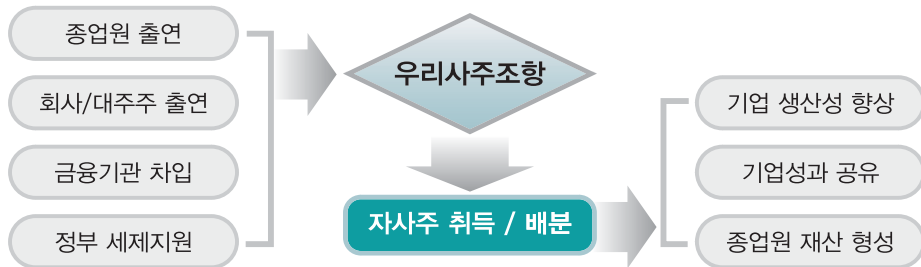 종업원 출연
회사/대주주 출연
금융기관 차입
정부 세제지원
우리사주조항
자사주 취득 / 배분
기업 생산성 향상
기업성과 공유
종업원 재산 형성